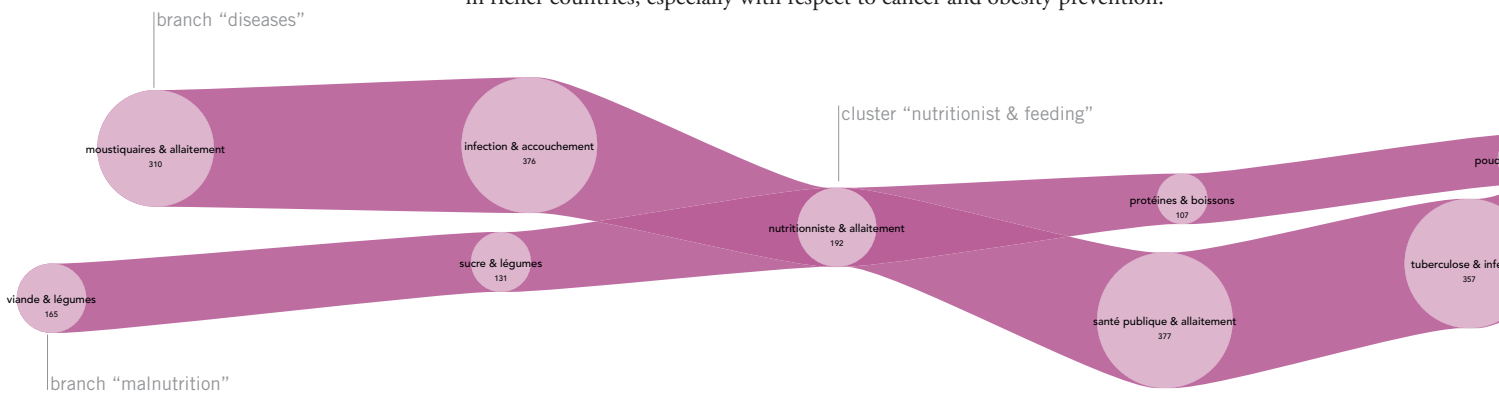 in richer countries, especially with respect to cancer and obesity prevention.
branch “diseases”
cluster “nutritionist & feeding”
moustiquaires & allaitement
310
infection & accouchement
376
nutritionniste & allaitement
192
protéines & boissons
107
sucre & légumes
131
viande & légumes
165
santé publique & allaitement
377
tuberculose &
357
branch “malnutrition”